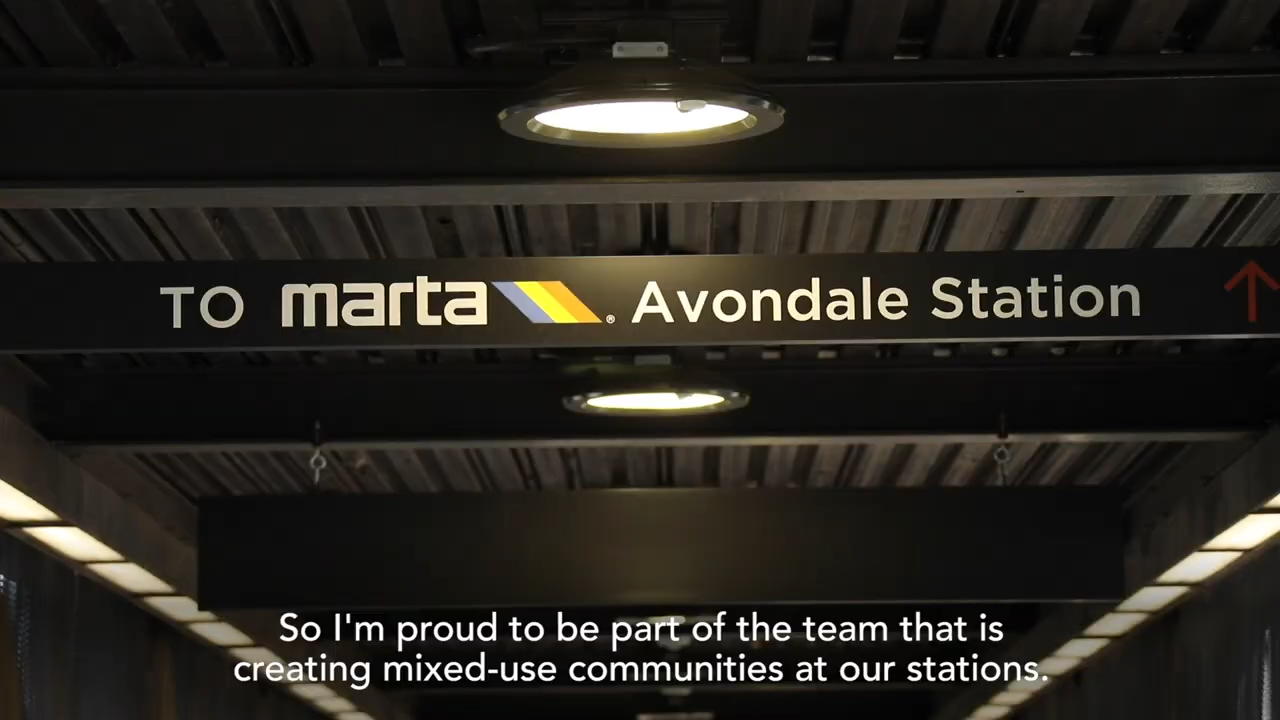 TO marta® Avondale Station ↑
So I'm proud to be part of the team that is
creating mixed-use communities at our stations.